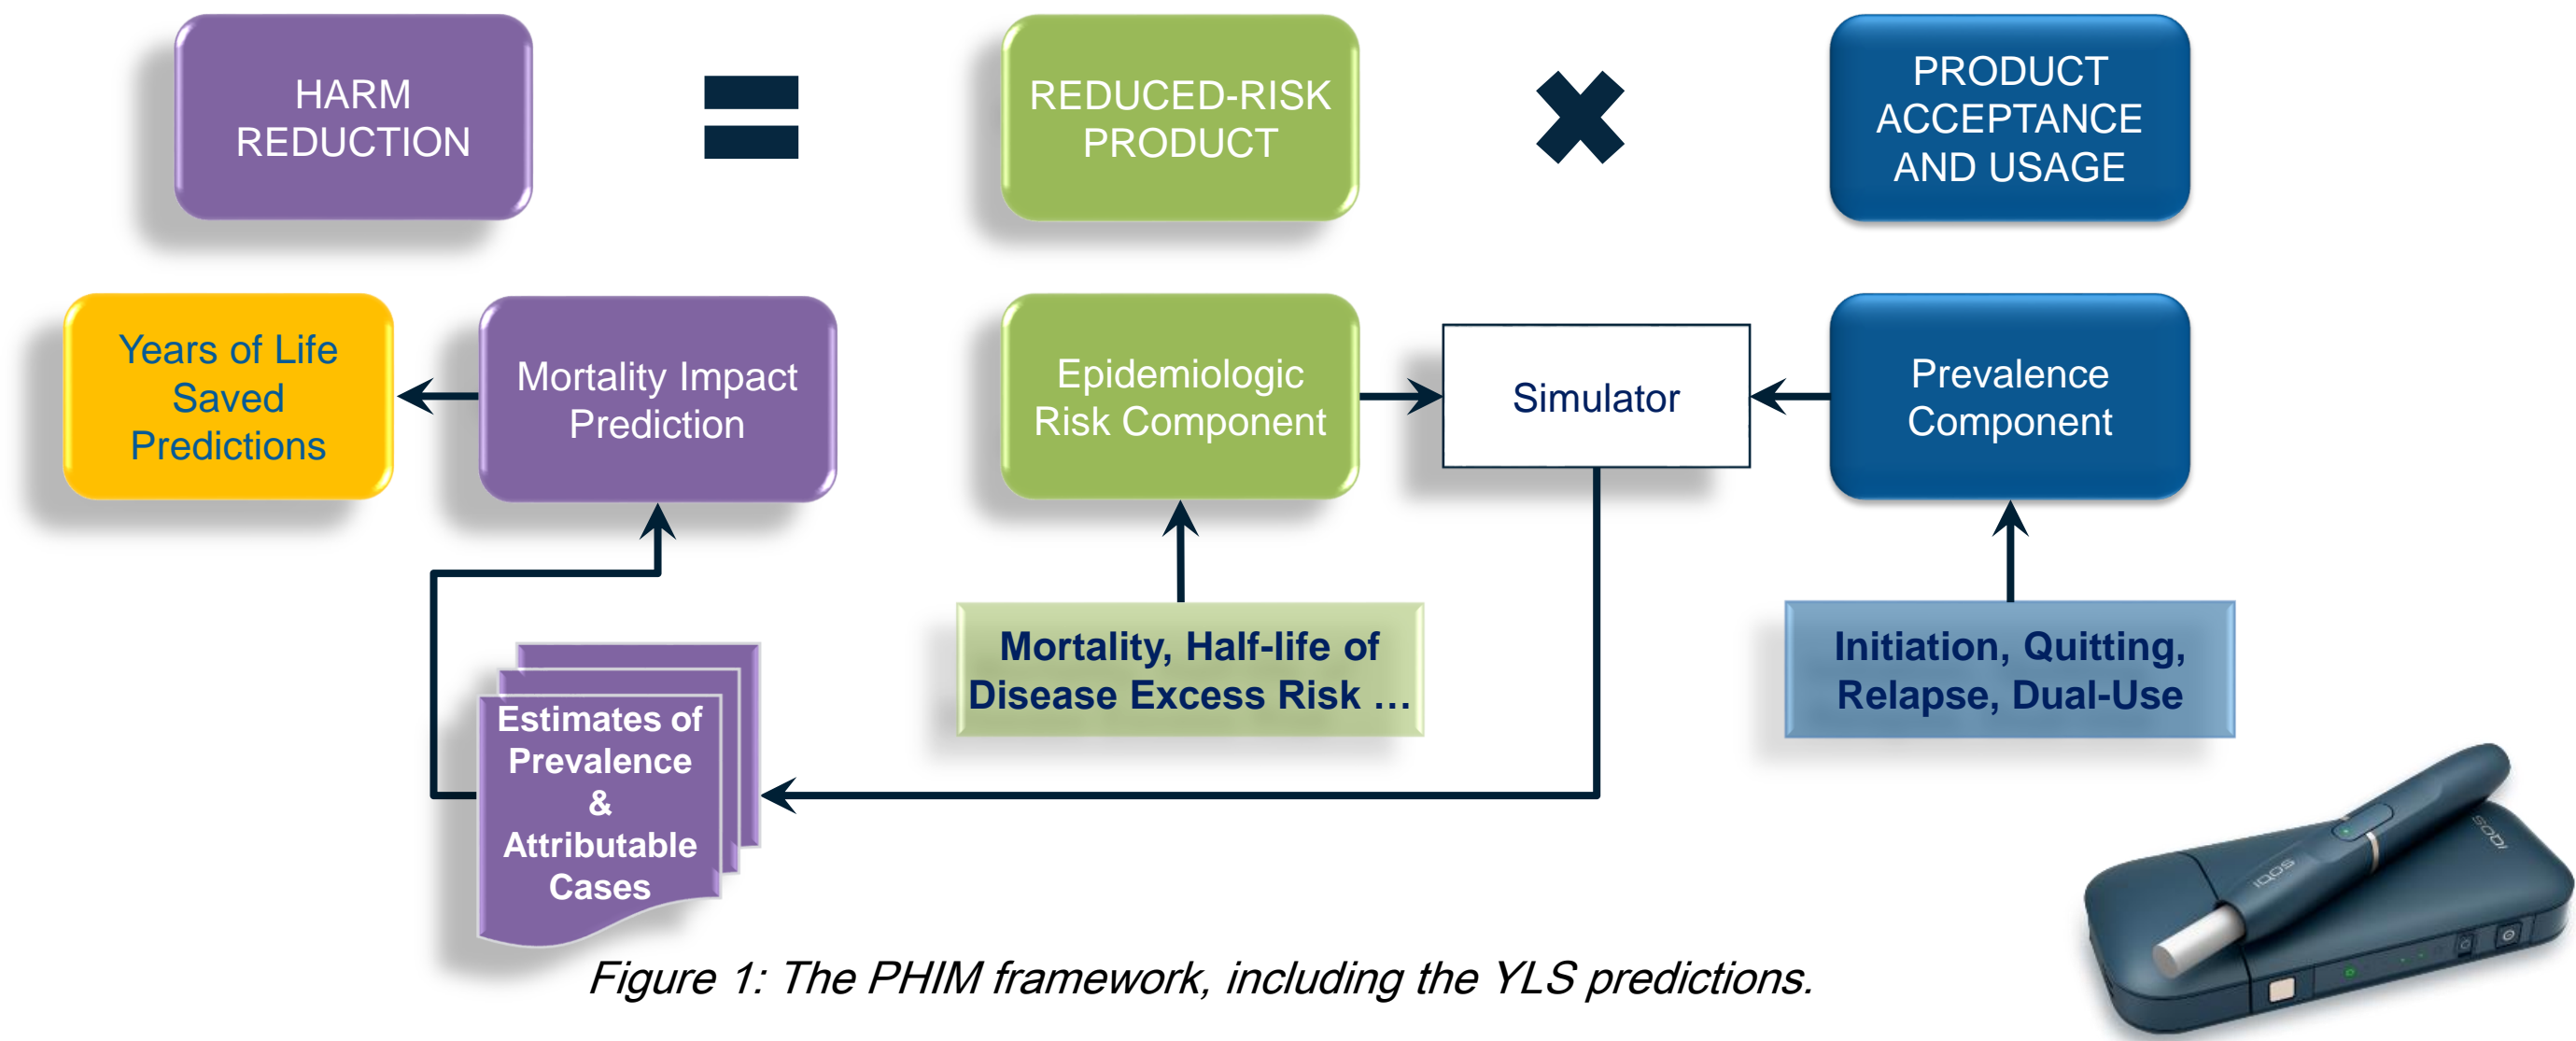 HARM
REDUCTION
REDUCED-RISK
PRODUCT
PRODUCT
ACCEPTANCE
AND USAGE
Years of Life
Saved
Predictions
Mortality Impact
Prediction
Epidemiologic
Risk Component
Simulator
Prevalence
Component
Mortality, Half-life of
Disease Excess Risk ...
Initiation, Quitting,
Relapse, Dual-Use
Estimates of
Prevalence
&
Attributable
Cases
IQOS
IQOS
Figure 1: The PHIM framework, including the YLS predictions.